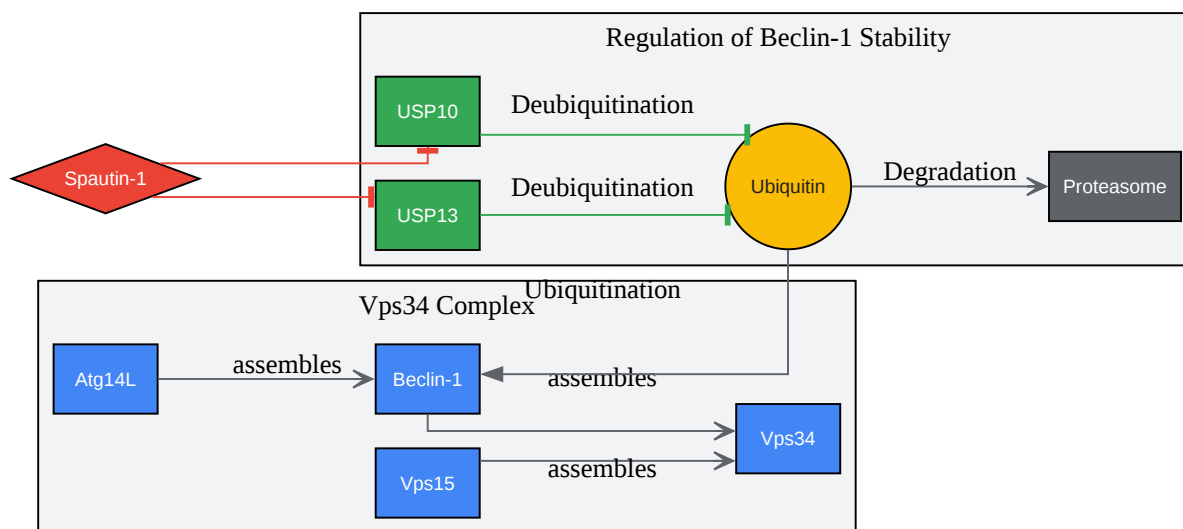 Regulation of Beclin-1 Stability
USP10
Deubiquitination
Spautin-1
USP13
Deubiquitination
Ubiquitin
Degradation
Proteasome
Ubiquitination
Vps34 Complex
Atg14L
assembles
Beclin-1
assembles
Vps34
Vps15
assembles